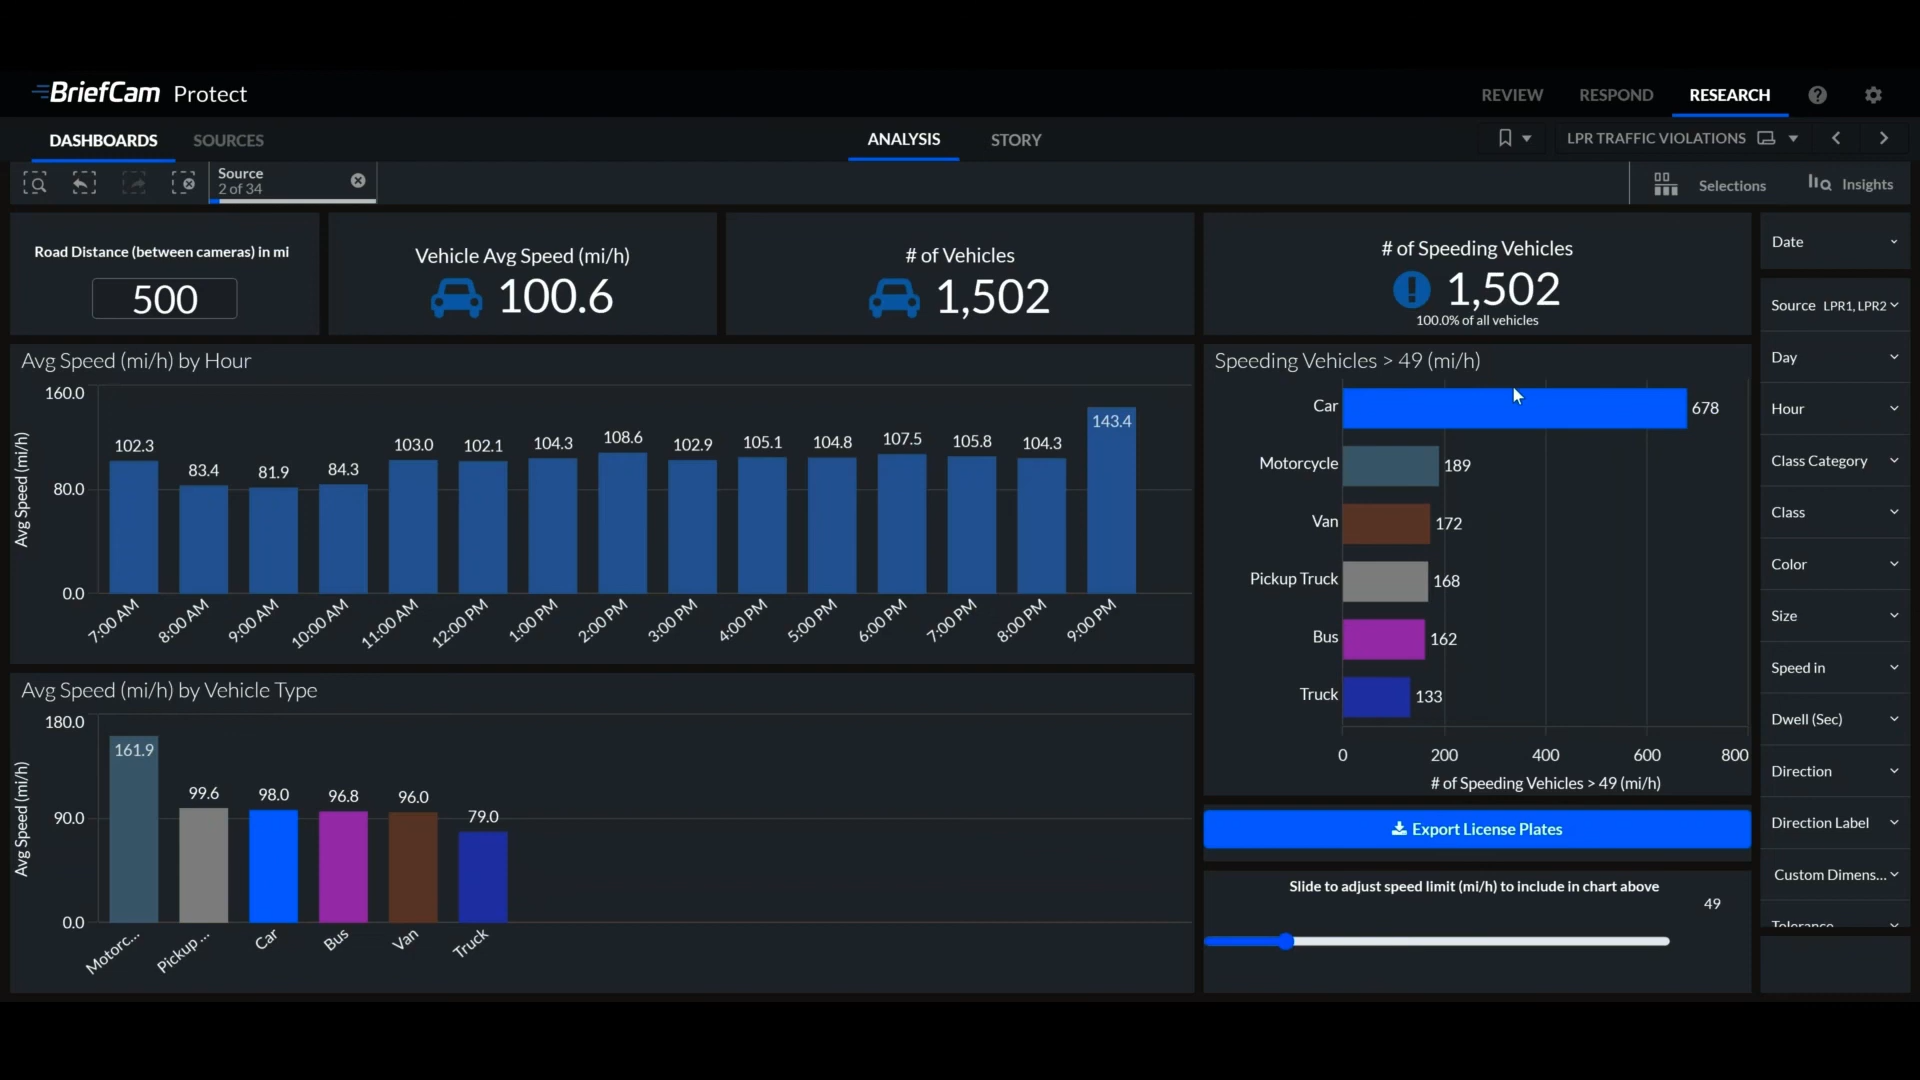 BriefCam Protect
REVIEW
RESPOND
RESEARCH
DASHBOARDS
SOURCES
ANALYSIS
STORY
LPR TRAFFIC VIOLATIONS
Source
2 of 34
Selections
Insights
Road Distance (between cameras) in mi
500
Vehicle Avg Speed (mi/h)
100.6
# of Vehicles
1,502
# of Speeding Vehicles
1,502
100.0% of all vehicles
Avg Speed (mi/h) by Hour
Avg Speed (mi/h)
160.0
80.0
0.0
102.3
83.4
81.9
84.3
103.0
102.1
104.3
108.6
102.9
105.1
104.8
107.5
105.8
104.3
143.4
7:00 AM
8:00 AM
9:00 AM
10:00 AM
11:00 AM
12:00 PM
1:00 PM
2:00 PM
3:00 PM
4:00 PM
5:00 PM
6:00 PM
7:00 PM
8:00 PM
9:00 PM
Avg Speed (mi/h) by Vehicle Type
Avg Speed (mi/h)
180.0
90.0
0.0
161.9
99.6
98.0
96.8
96.0
79.0
Motorc...
Pickup ...
Car
Bus
Van
Truck
Speeding Vehicles > 49 (mi/h)
Car 678
Motorcycle 189
Van 172
Pickup Truck 168
Bus 162
Truck 133
0 200 400 600 800
# of Speeding Vehicles > 49 (mi/h)
Export License Plates
Slide to adjust speed limit (mi/h) to include in chart above
49
Date
Source LPR1, LPR2
Day
Hour
Class Category
Class
Color
Size
Speed in
Dwell (Sec)
Direction
Direction Label
Custom Dimens...
Tolerance